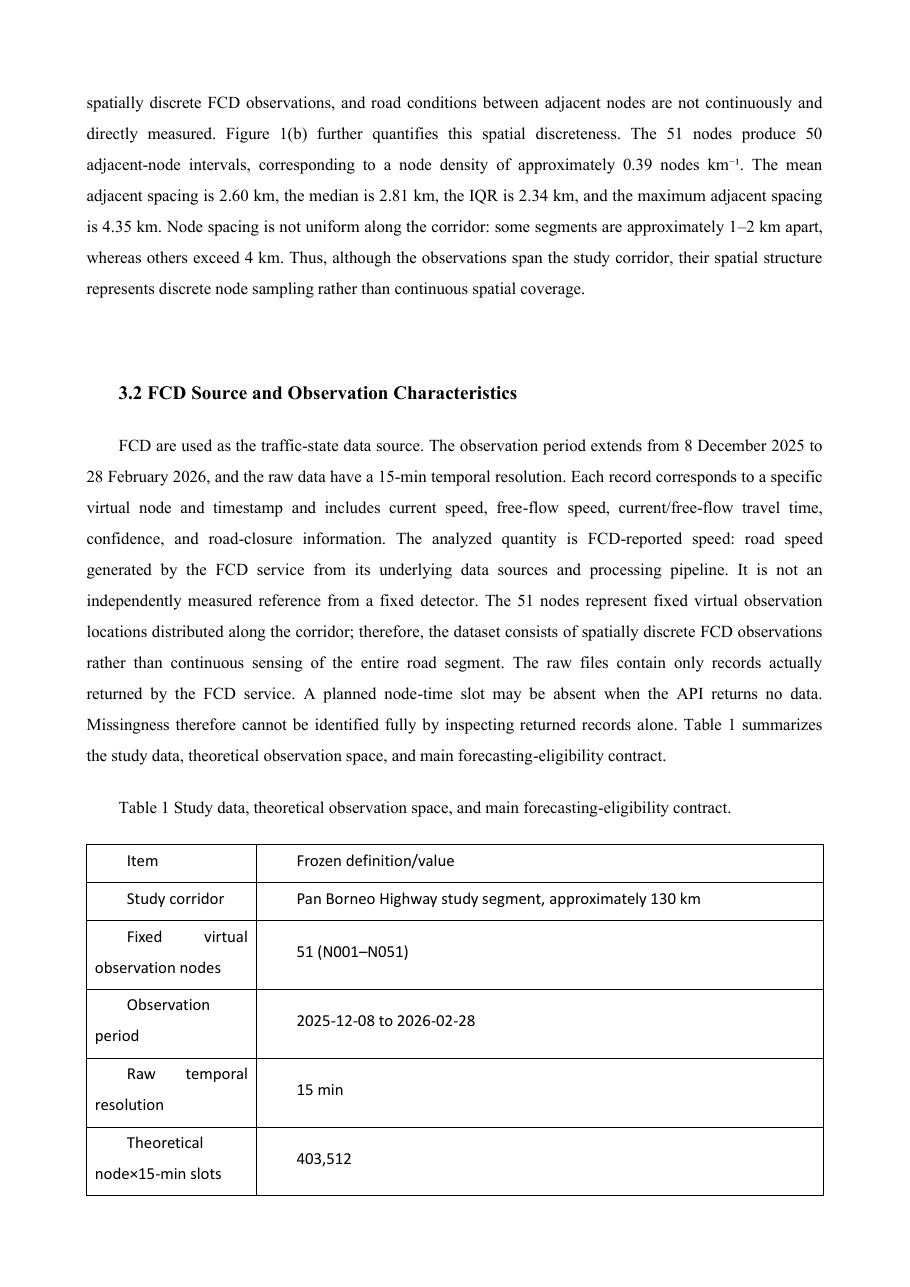 spatially discrete FCD observations, and road conditions between adjacent nodes are not continuously and
directly measured. Figure 1(b) further quantifies this spatial discreteness. The 51 nodes produce 50
adjacent-node intervals, corresponding to a node density of approximately 0.39 nodes km⁻¹. The mean
adjacent spacing is 2.60 km, the median is 2.81 km, the IQR is 2.34 km, and the maximum adjacent spacing
is 4.35 km. Node spacing is not uniform along the corridor: some segments are approximately 1–2 km apart,
whereas others exceed 4 km. Thus, although the observations span the study corridor, their spatial structure
represents discrete node sampling rather than continuous spatial coverage.
3.2 FCD Source and Observation Characteristics
FCD are used as the traffic-state data source. The observation period extends from 8 December 2025 to
28 February 2026, and the raw data have a 15-min temporal resolution. Each record corresponds to a specific
virtual node and timestamp and includes current speed, free-flow speed, current/free-flow travel time,
confidence, and road-closure information. The analyzed quantity is FCD-reported speed: road speed
generated by the FCD service from its underlying data sources and processing pipeline. It is not an
independently measured reference from a fixed detector. The 51 nodes represent fixed virtual observation
locations distributed along the corridor; therefore, the dataset consists of spatially discrete FCD observations
rather than continuous sensing of the entire road segment. The raw files contain only records actually
returned by the FCD service. A planned node-time slot may be absent when the API returns no data.
Missingness therefore cannot be identified fully by inspecting returned records alone. Table 1 summarizes
the study data, theoretical observation space, and main forecasting-eligibility contract.
Table 1 Study data, theoretical observation space, and main forecasting-eligibility contract.
Item Frozen definition/value
Study corridor Pan Borneo Highway study segment, approximately 130 km
Fixed virtual
observation nodes
51 (N001–N051)
Observation
period
2025-12-08 to 2026-02-28
Raw temporal
resolution
15 min
Theoretical
node×15-min slots
403,512